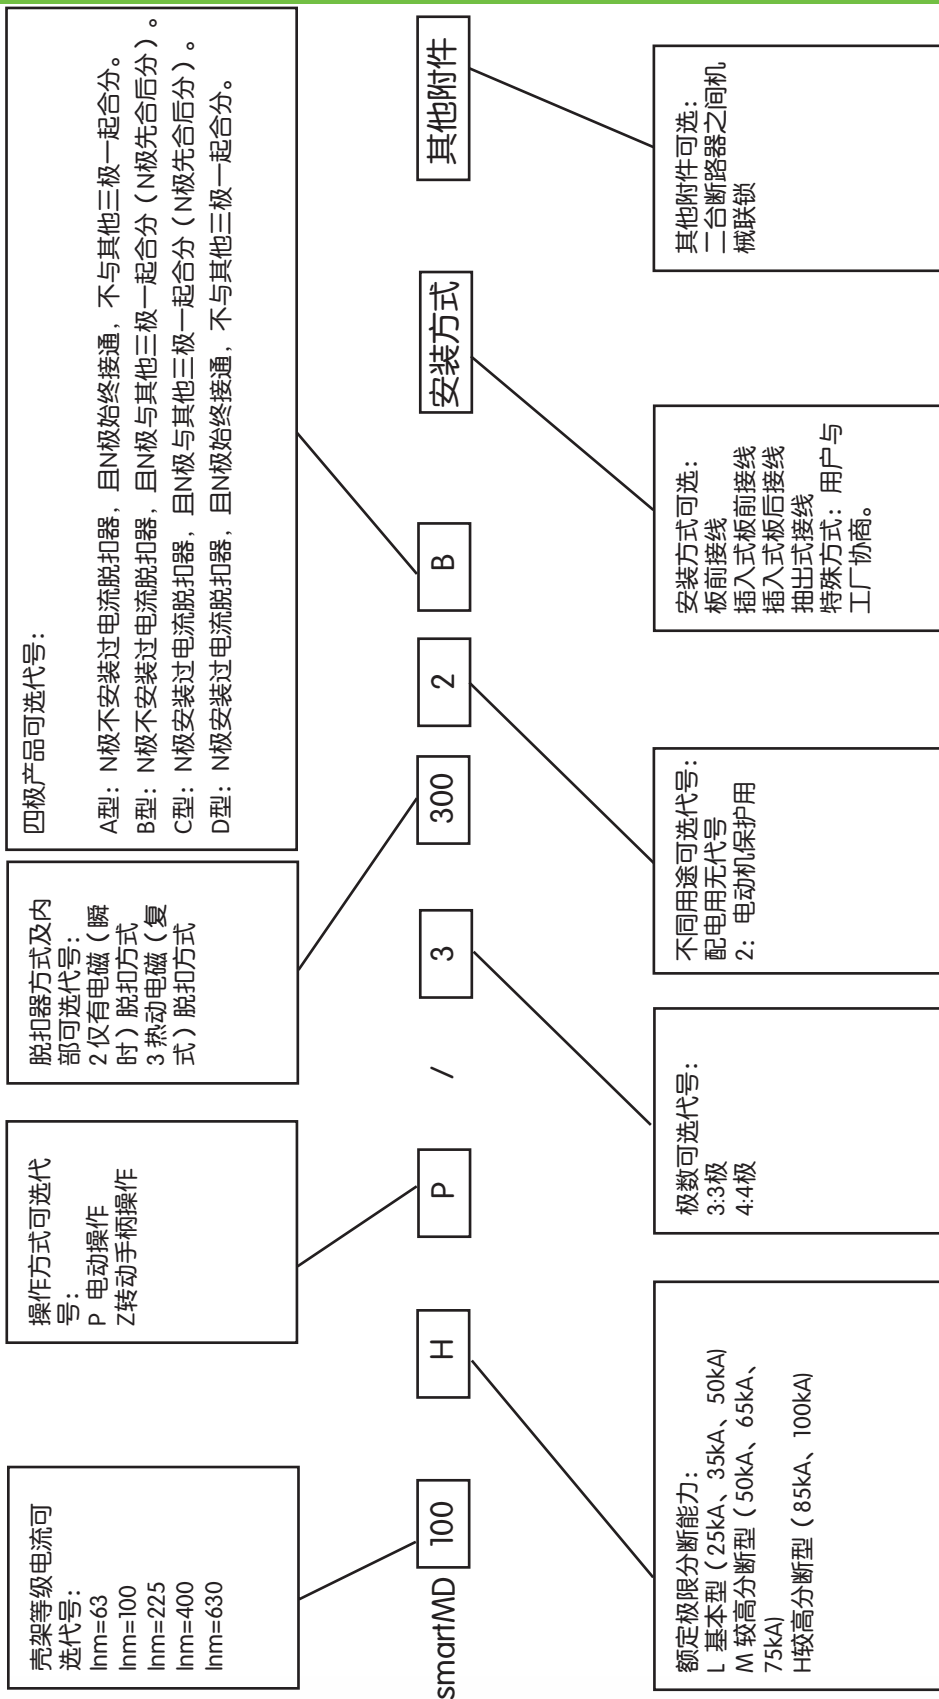 壳架等级电流可
选代号：
Inm=63
Inm=100
Inm=225
Inm=400
Inm=630
操作方式可选代
号：
P 电动操作
Z转动手柄操作
脱扣器方式及内
部可选代号：
2 仅有电磁（瞬
时）脱扣方式
3 热动电磁（复
式）脱扣方式
四极产品可选代号：
A型：N极不安装过电流脱扣器，且N极始终接通，不与其他三极一起合分。
B型：N极不安装过电流脱扣器，且N极与其他三极一起合分（N极先合后分）。
C型：N极安装过电流脱扣器，且N极与其他三极一起合分（N极先合后分）。
D型：N极安装过电流脱扣器，且N极始终接通，不与其他三极一起合分。
smartMD 100 H P / 3 300 2 B 安装方式 其他附件
额定极限分断能力：
L 基本型（25kA、35kA、50kA)
M 较高分断型（50kA、65kA、
75kA)
H较高分断型（85kA、100kA)
极数可选代号：
3:3极
4:4极
不同用途可选代号：
配电用无代号
2：电动机保护用
安装方式可选：
板前接线
插入式板前接线
插入式板后接线
抽出式接线
特殊方式：用户与
工厂协商。
其他附件可选：
二台断路器之间机
械联锁